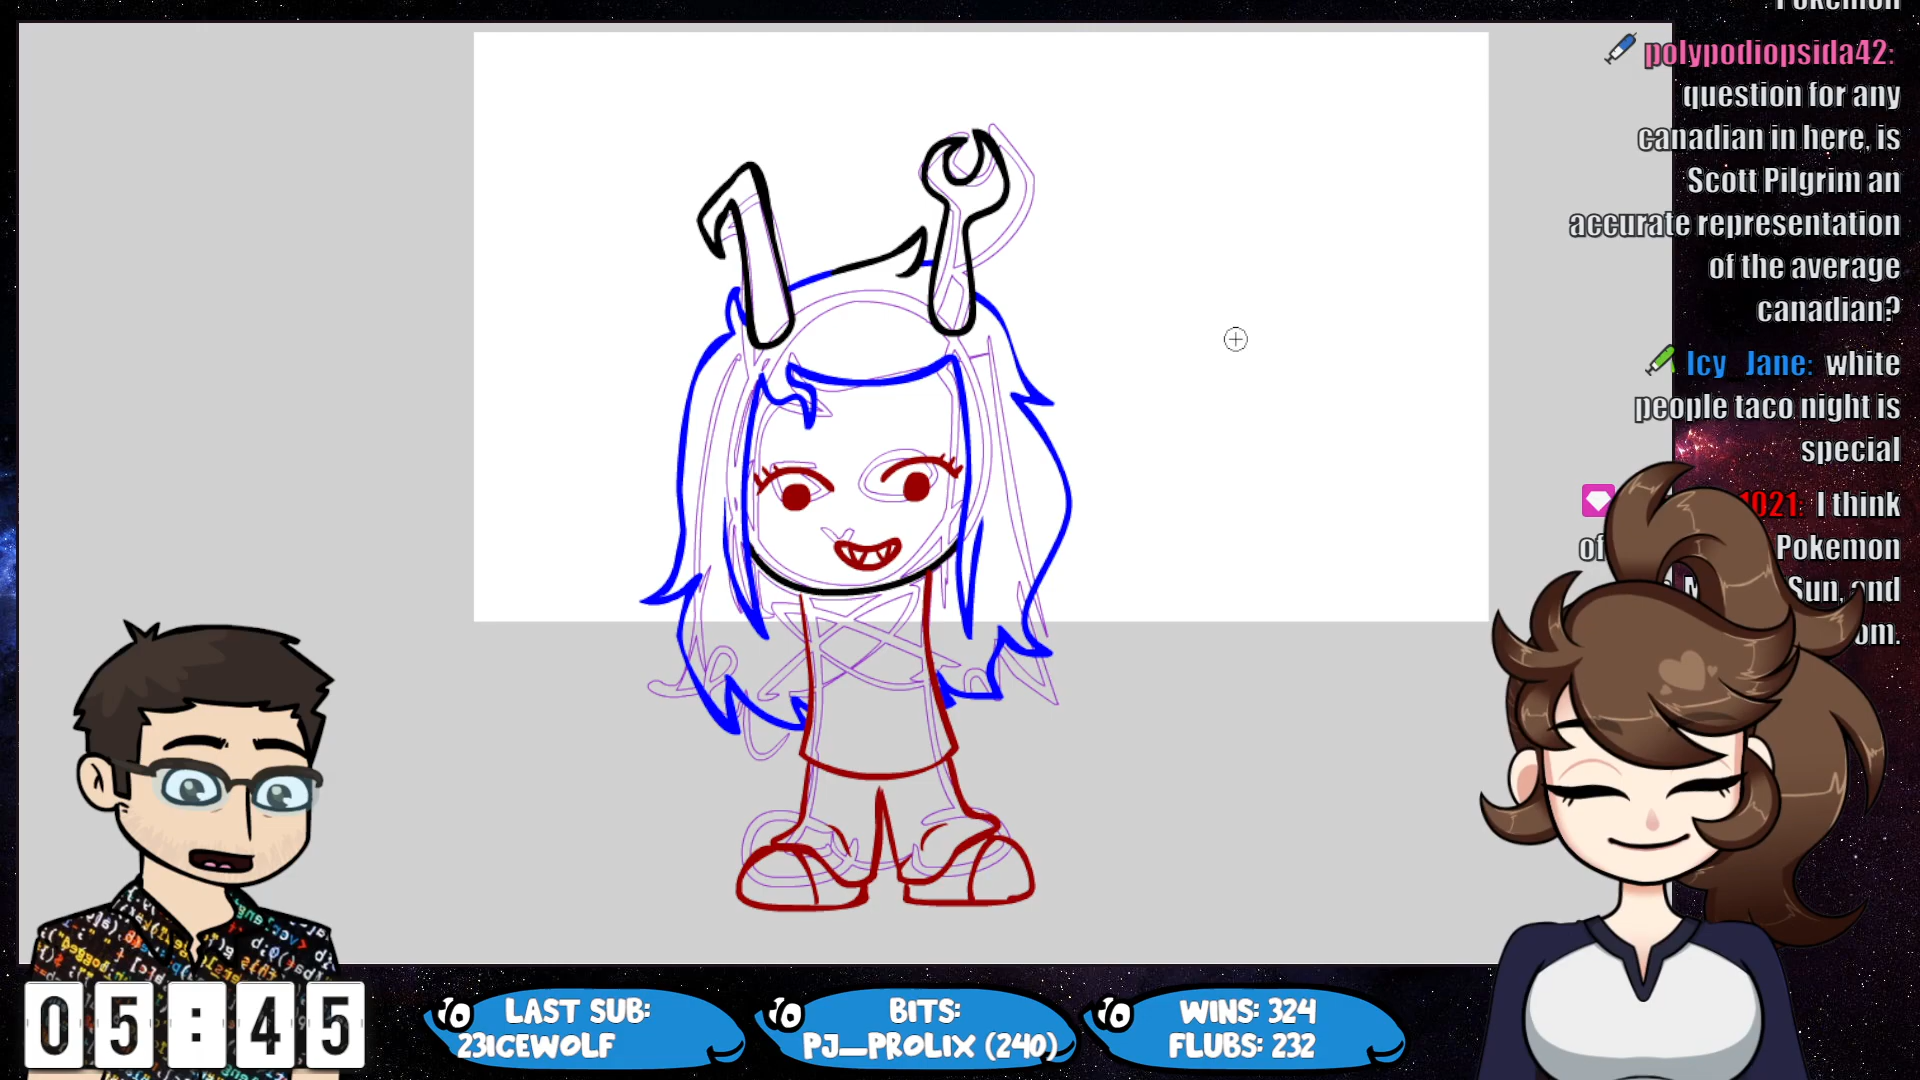 polypodiopsida42:
question for any
canadian in here, is
Scott Pilgrim an
accurate representation
of the average
canadian?
Icy_Jane: white
people taco night is
special
1021: I think
Pokemon
Sun, and
om.
05:45
LAST SUB:
23ICEWOLF
BITS:
PJ_PROLIX (240)
WINS: 324
FLUBS: 232